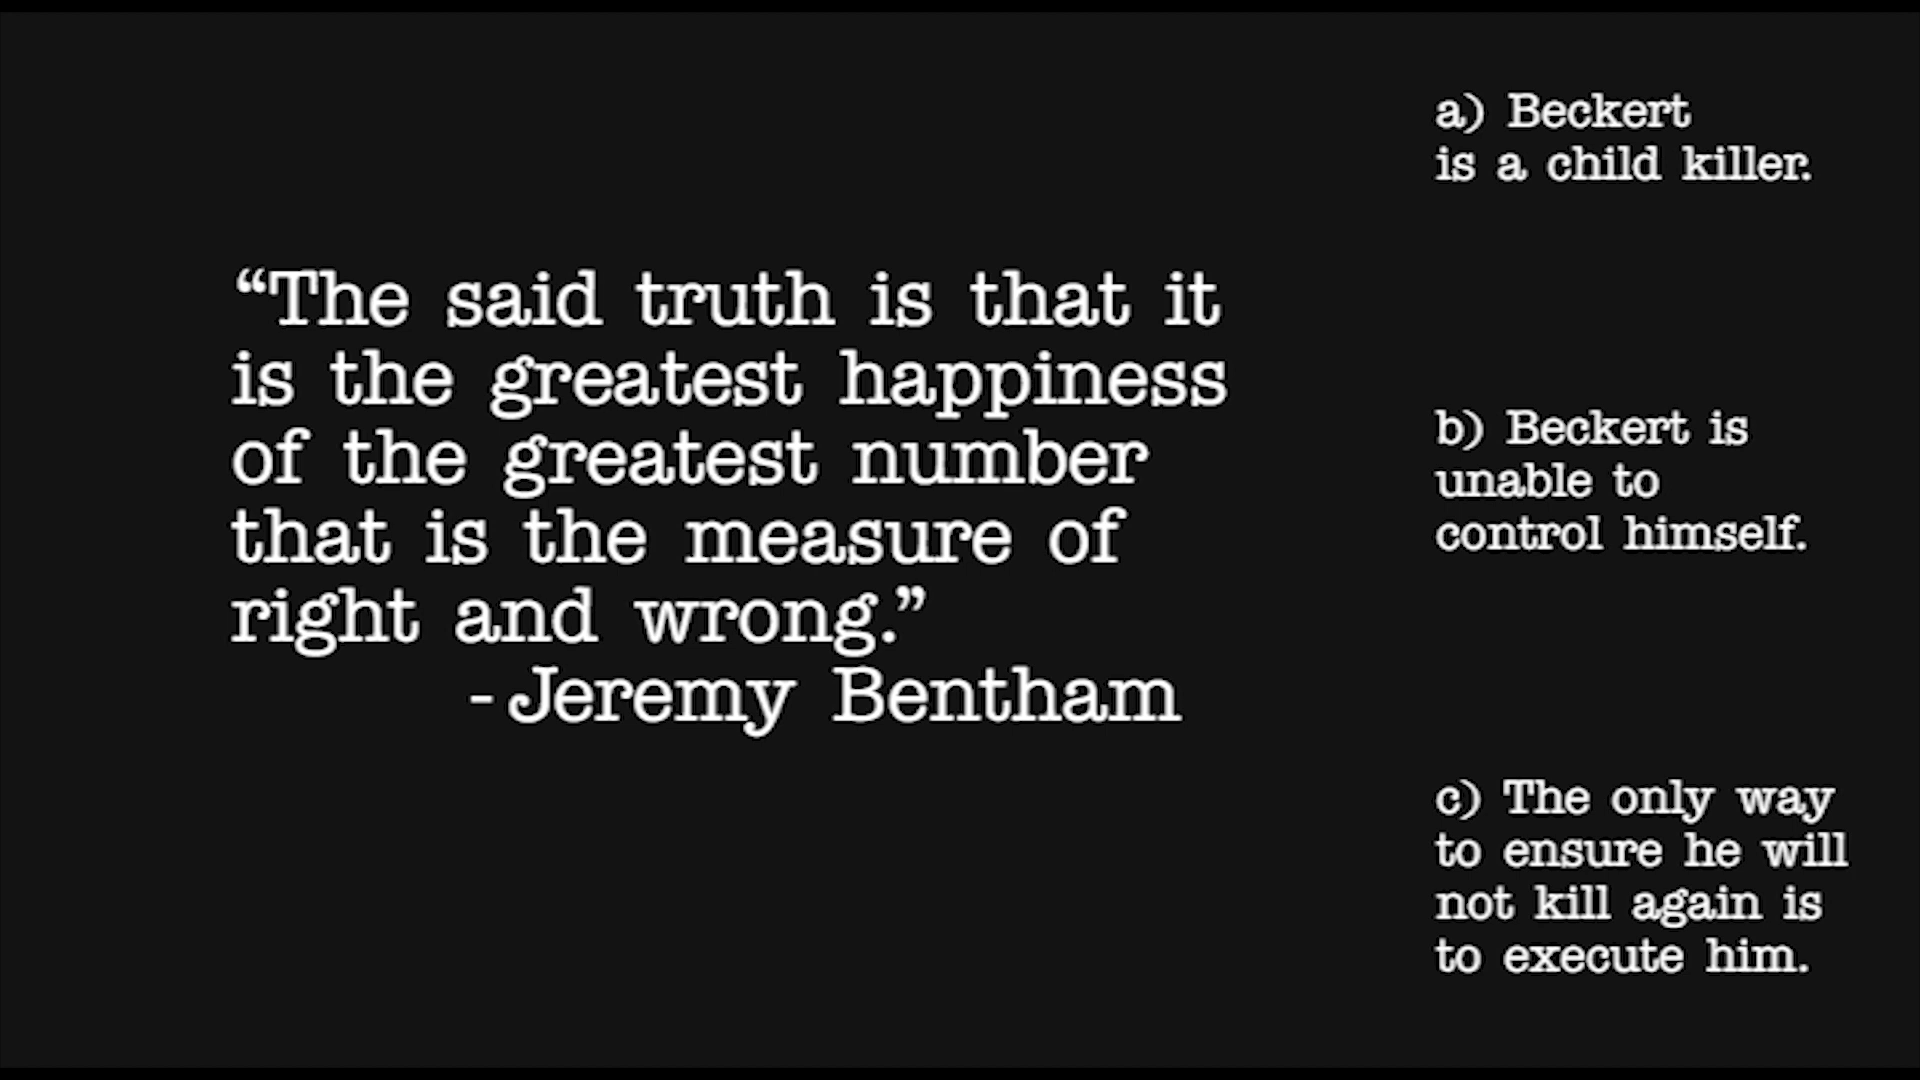 “The said truth is that it
is the greatest happiness
of the greatest number
that is the measure of
right and wrong.”
- Jeremy Bentham
a) Beckert
is a child killer.
b) Beckert is
unable to
control himself.
c) The only way
to ensure he will
not kill again is
to execute him.